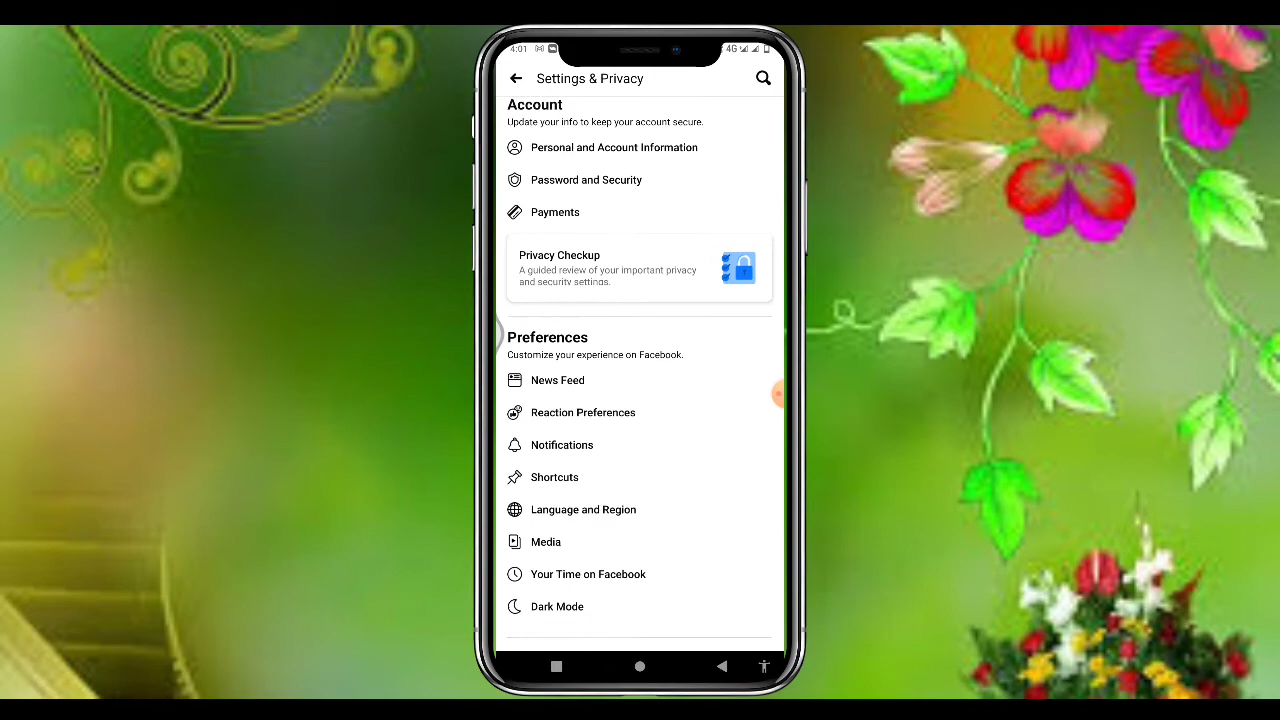 4:01
4G
Settings & Privacy
Account
Update your info to keep your account secure.
Personal and Account Information
Password and Security
Payments
Privacy Checkup
A guided review of your important privacy
and security settings.
Preferences
Customize your experience on Facebook.
News Feed
Reaction Preferences
Notifications
Shortcuts
Language and Region
Media
Your Time on Facebook
Dark Mode